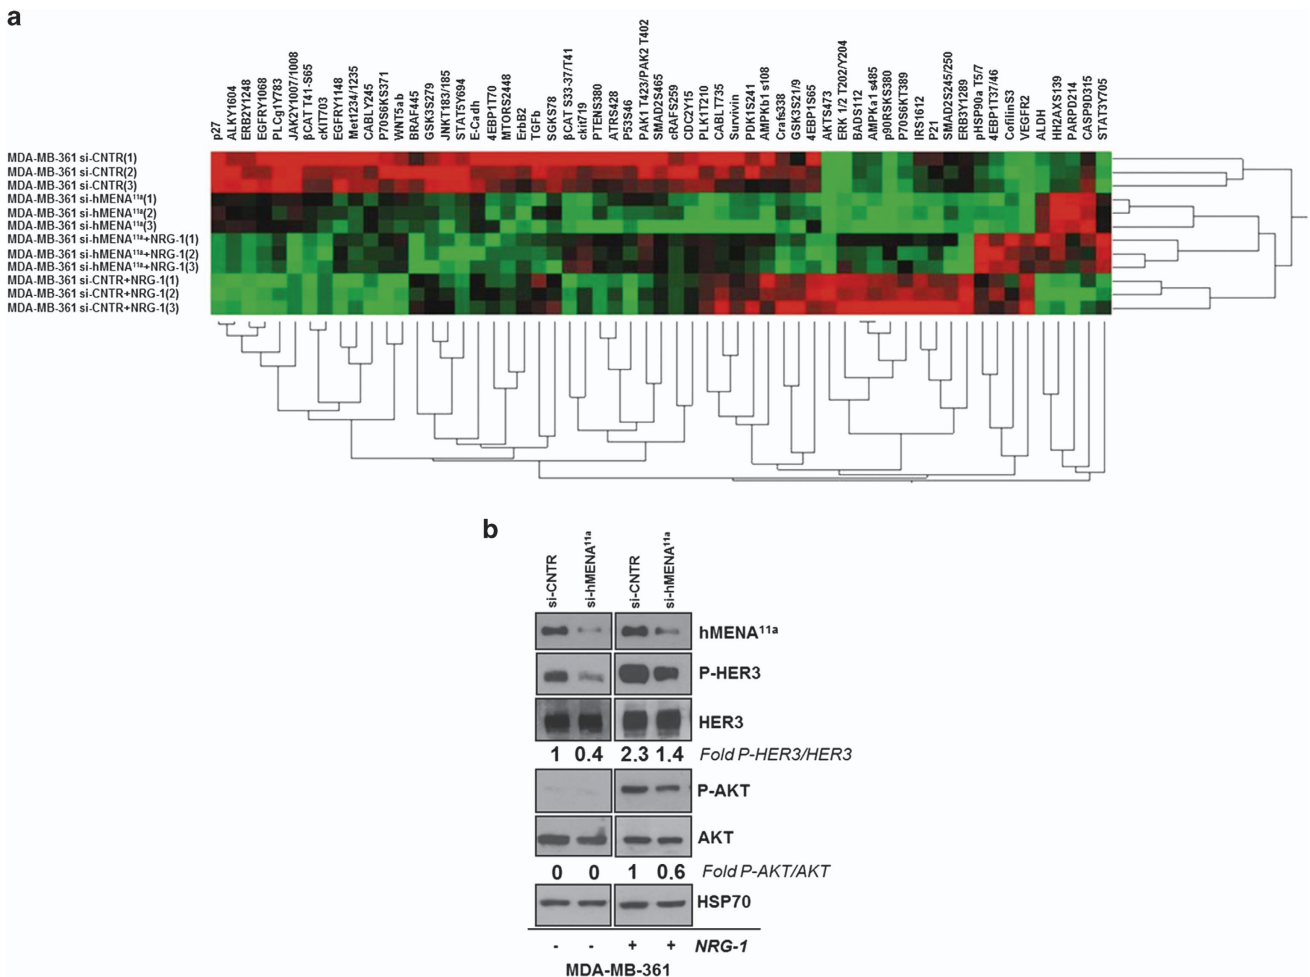 a
p27
ALKY1604
ERB2Y1248
EGFRY1068
PLCg1Y783
JAK2Y1007/1008
βCAT T41-S65
cKIT7703
EGFRY1148
Met1234/1235
CABLY245
P70S6KS371
WNT5ab
BRAF445
GSK3S279
JNKT183/185
STAT5Y694
E-Cadh
4EBP1T70
MTORS2448
ErbB2
TGFb
SGKS78
βCAT S33-37/T41
ckit719
PTENS380
ATRS428
P53S46
PAK1 T423/PAK2 T402
SMAD2S465
cRAFS259
CDC2Y15
PLK1T210
CABLT735
Survivin
PDK1S241
AMPKb1 s108
Crafs338
GSK3S21/9
4EBP1S65
AKTS473
ERK 1/2 T202/Y204
BADS112
AMPKa1 s485
p90RSKS380
P70S6KT389
IRS1612
P21
SMAD2S245/250
ERB3Y1289
pHSP90a T5/7
4EBP1T37/46
CofilinS3
VEGFR2
ALDH
HH2AXS139
PARPD214
CASP9D315
STAT3Y705
MDA-MB-361 si-CNTR(1)
MDA-MB-361 si-CNTR(2)
MDA-MB-361 si-CNTR(3)
MDA-MB-361 si-hMENA¹¹ᵃ(1)
MDA-MB-361 si-hMENA¹¹ᵃ(2)
MDA-MB-361 si-hMENA¹¹ᵃ(3)
MDA-MB-361 si-hMENA¹¹ᵃ+NRG-1(1)
MDA-MB-361 si-hMENA¹¹ᵃ+NRG-1(2)
MDA-MB-361 si-hMENA¹¹ᵃ+NRG-1(3)
MDA-MB-361 si-CNTR+NRG-1(1)
MDA-MB-361 si-CNTR+NRG-1(2)
MDA-MB-361 si-CNTR+NRG-1(3)
b
si-CNTR si-hMENA¹¹ᵃ si-CNTR si-hMENA¹¹ᵃ
hMENA¹¹ᵃ
P-HER3
HER3
1 0.4 2.3 1.4 Fold P-HER3/HER3
P-AKT
AKT
0 0 1 0.6 Fold P-AKT/AKT
HSP70
- - + + NRG-1
MDA-MB-361